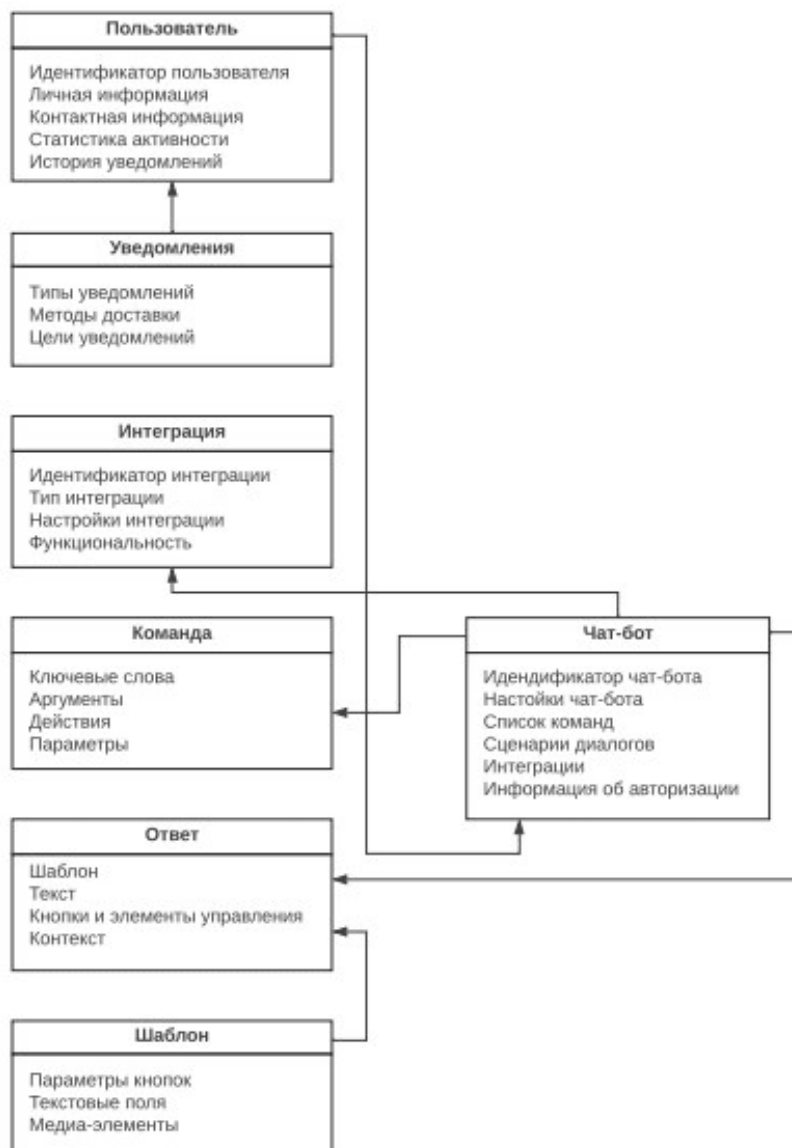 Пользователь
Идентификатор пользователя
Личная информация
Контактная информация
Статистика активности
История уведомлений
Уведомления
Типы уведомлений
Методы доставки
Цели уведомлений
Интеграция
Идентификатор интеграции
Тип интеграции
Настройки интеграции
Функциональность
Команда
Ключевые слова
Аргументы
Действия
Параметры
Чат-бот
Идендификатор чат-бота
Настойки чат-бота
Список команд
Сценарии диалогов
Интеграции
Информация об авторизации
Ответ
Шаблон
Текст
Кнопки и элементы управления
Контекст
Шаблон
Параметры кнопок
Текстовые поля
Медиа-элементы